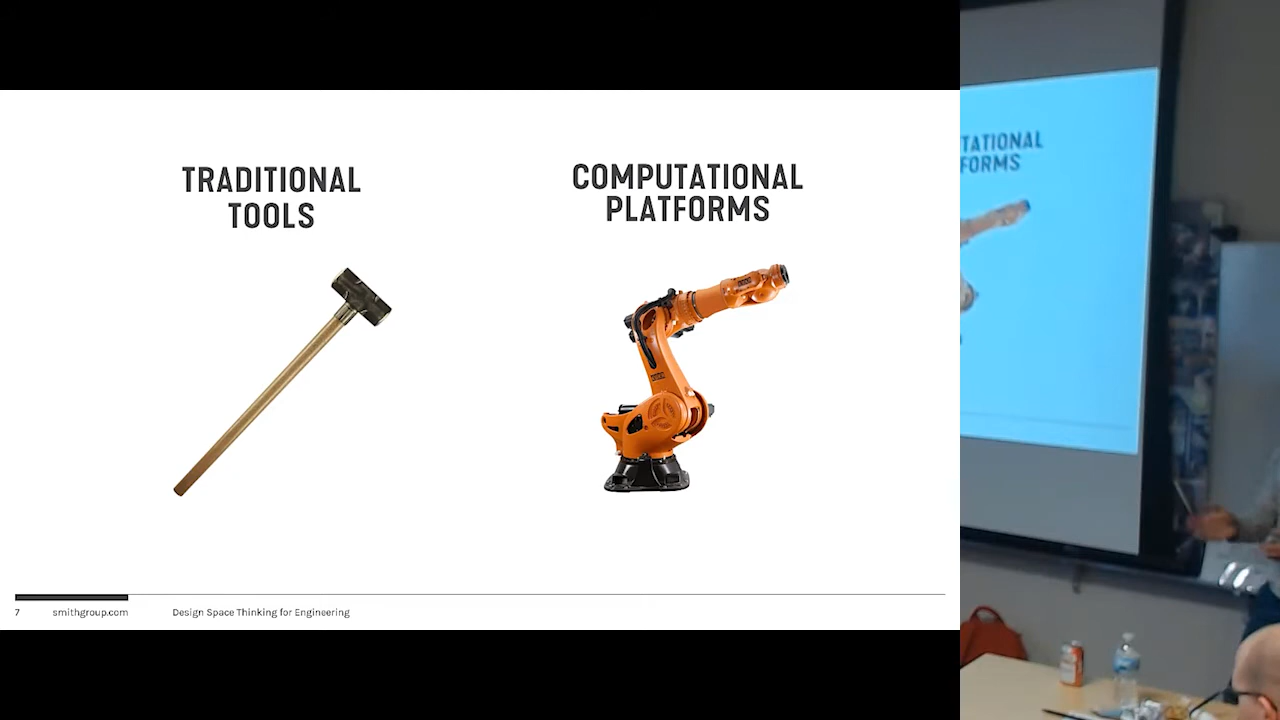 TRADITIONAL
TOOLS
COMPUTATIONAL
PLATFORMS
7
smithgroup.com
Design Space Thinking for Engineering
TATIONAL
FORMS